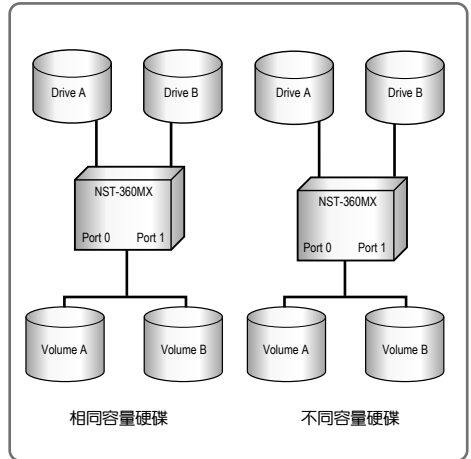 Drive A
Drive B
NST-360MX
Port 0
Port 1
Volume A
Volume B
相同容量硬碟
Drive A
Drive B
NST-360MX
Port 0
Port 1
Volume A
Volume B
不同容量硬碟